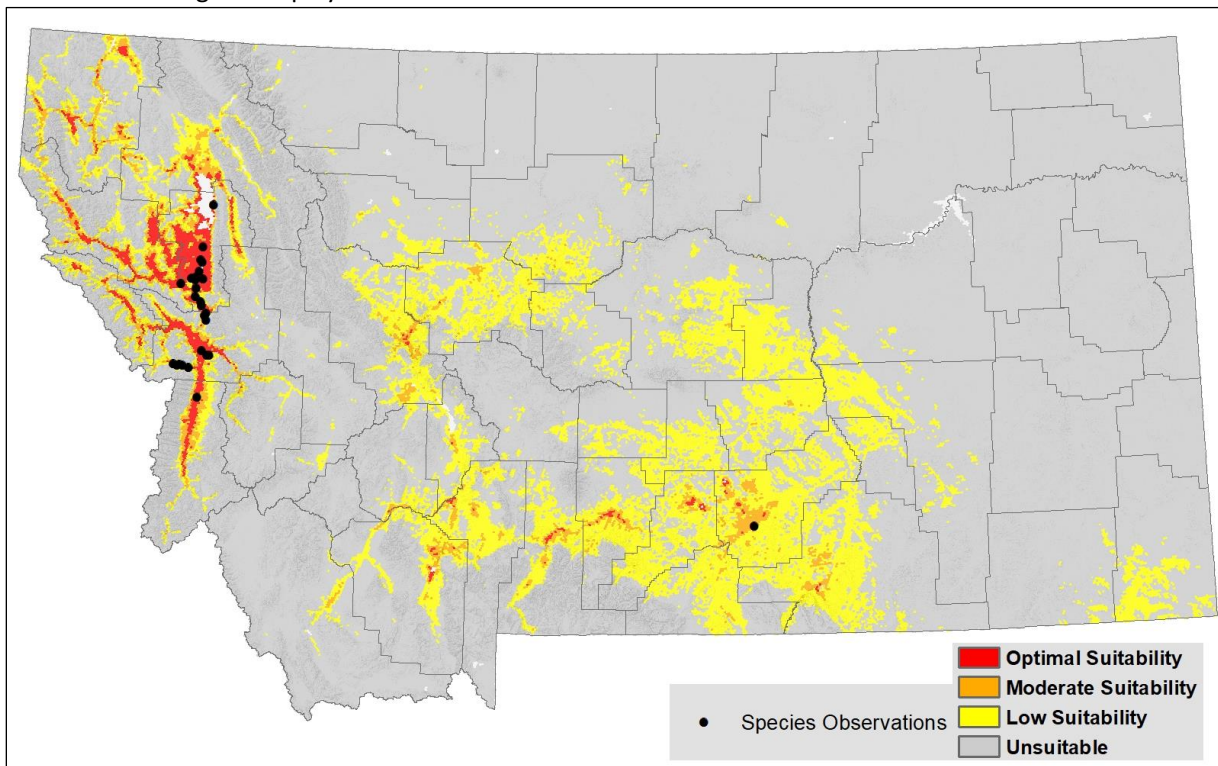 Species Observations
Optimal Suitability
Moderate Suitability
Low Suitability
Unsuitable